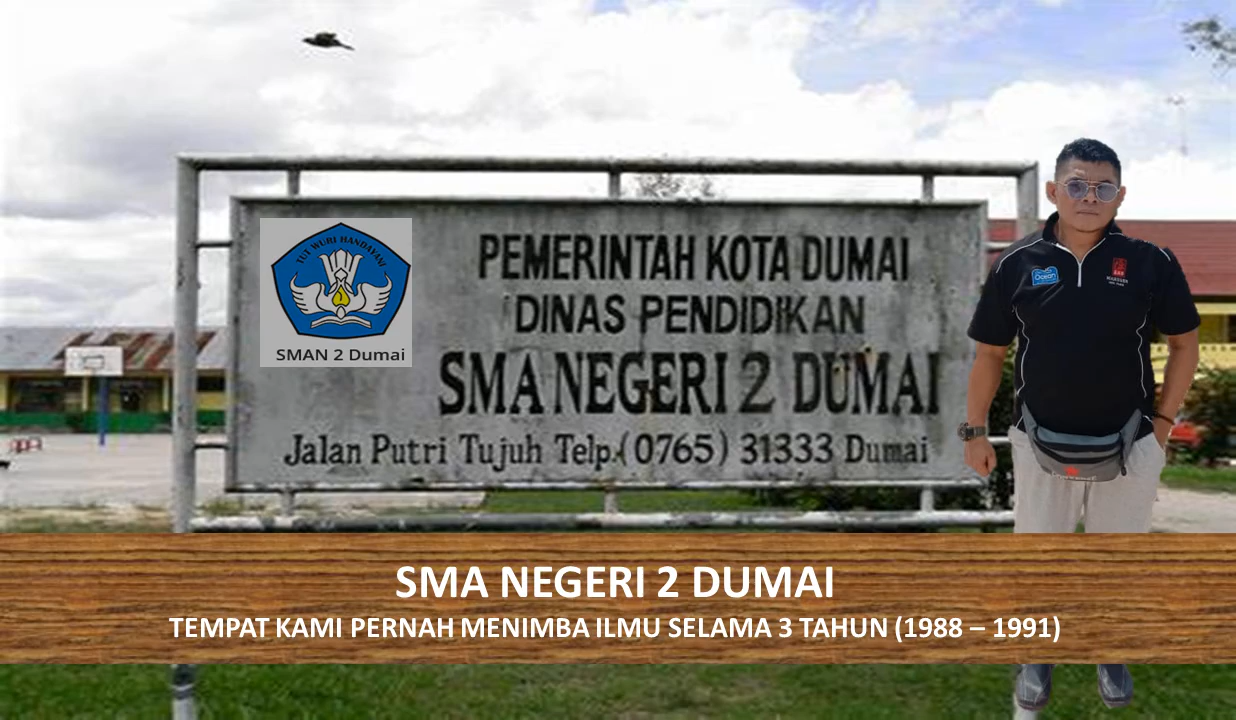 TUT WURI HANDAYANI
SMAN 2 Dumai
PEMERINTAH KOTA DUMAI
DINAS PENDIDIKAN
SMA NEGERI 2 DUMAI
Jalan Putri Tujuh Telp.(0765) 31333 Dumai
Ocean
SMA NEGERI 2 DUMAI
TEMPAT KAMI PERNAH MENIMBA ILMU SELAMA 3 TAHUN (1988 – 1991)